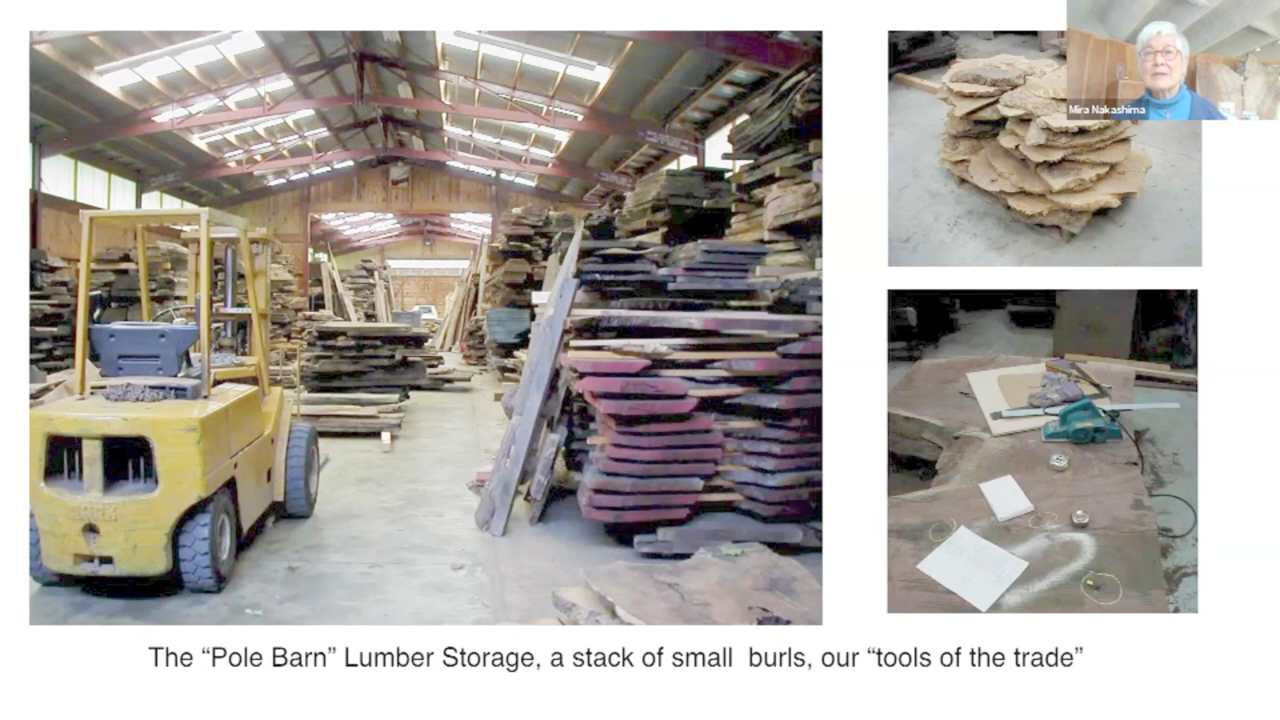 Mira Nakashima
The “Pole Barn” Lumber Storage, a stack of small  burls, our “tools of the trade”